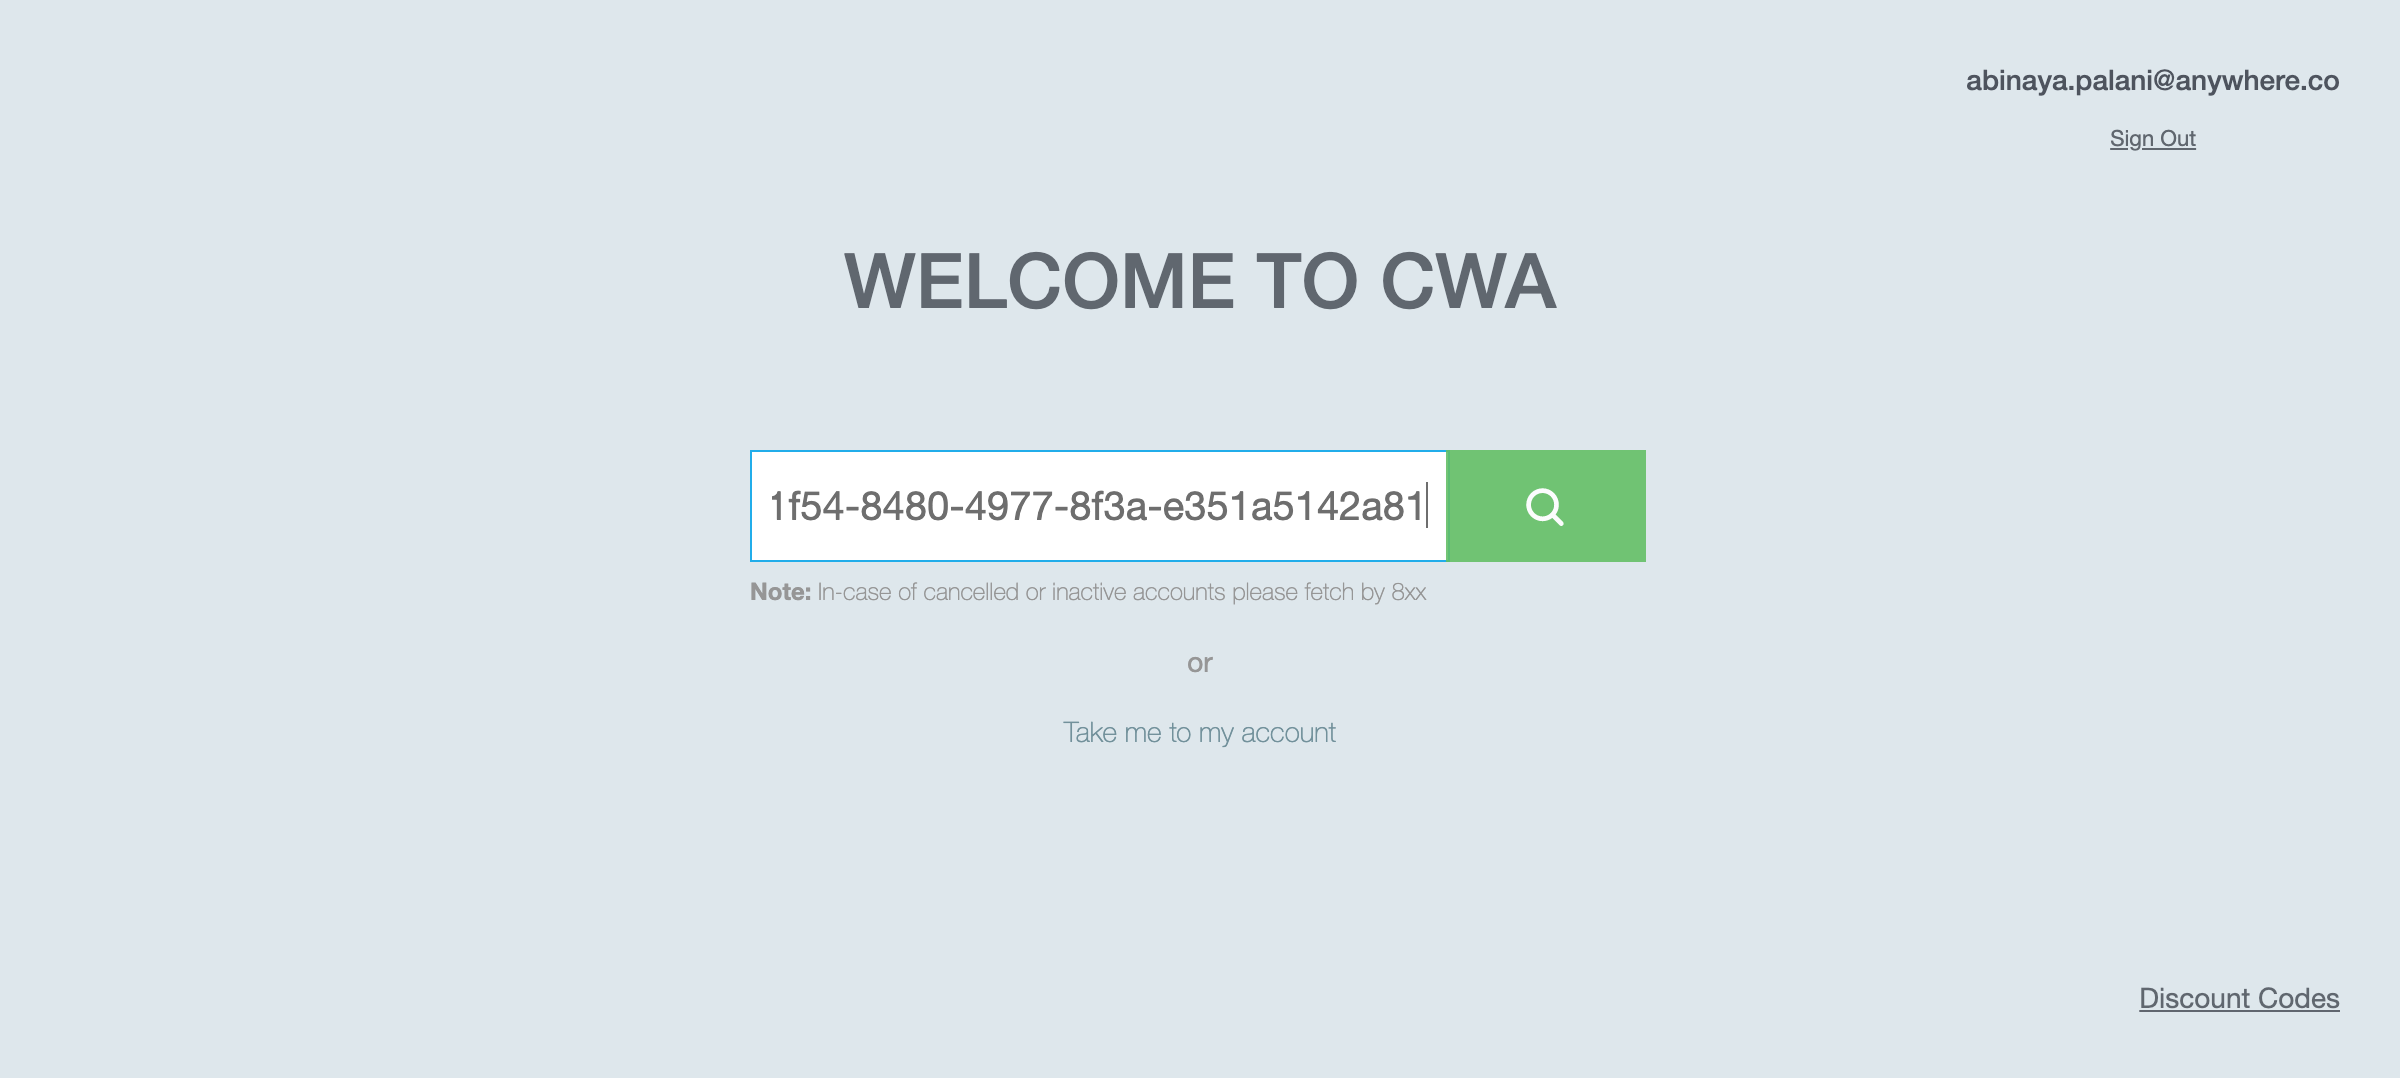 abinaya.palani@anywhere.co
Sign Out
WELCOME TO CWA
1f54-8480-4977-8f3a-e351a5142a81
Note: In-case of cancelled or inactive accounts please fetch by 8xx
or
Take me to my account
Discount Codes